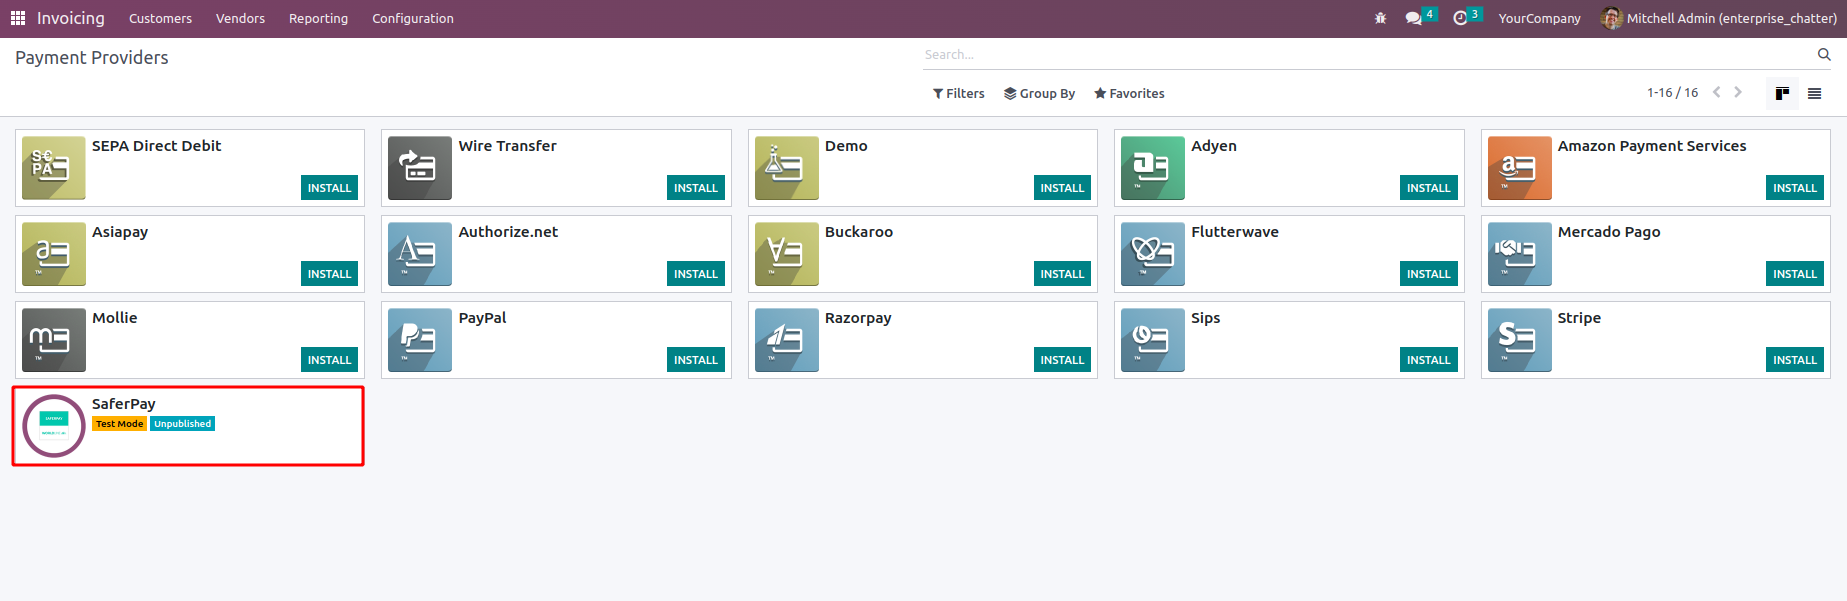 Invoicing Customers Vendors Reporting Configuration 4 3 YourCompany Mitchell Admin (enterprise_chatter)
Payment Providers
Search...
Filters Group By Favorites 1-16 / 16
SEPA Direct Debit Wire Transfer Demo Adyen Amazon Payment Services
S€
PA
INSTALL INSTALL INSTALL INSTALL INSTALL
Asiapay Authorize.net Buckaroo Flutterwave Mercado Pago
INSTALL INSTALL INSTALL INSTALL INSTALL
Mollie PayPal Razorpay Sips Stripe
INSTALL INSTALL INSTALL INSTALL INSTALL
SaferPay
Test Mode Unpublished
SAFERPAY